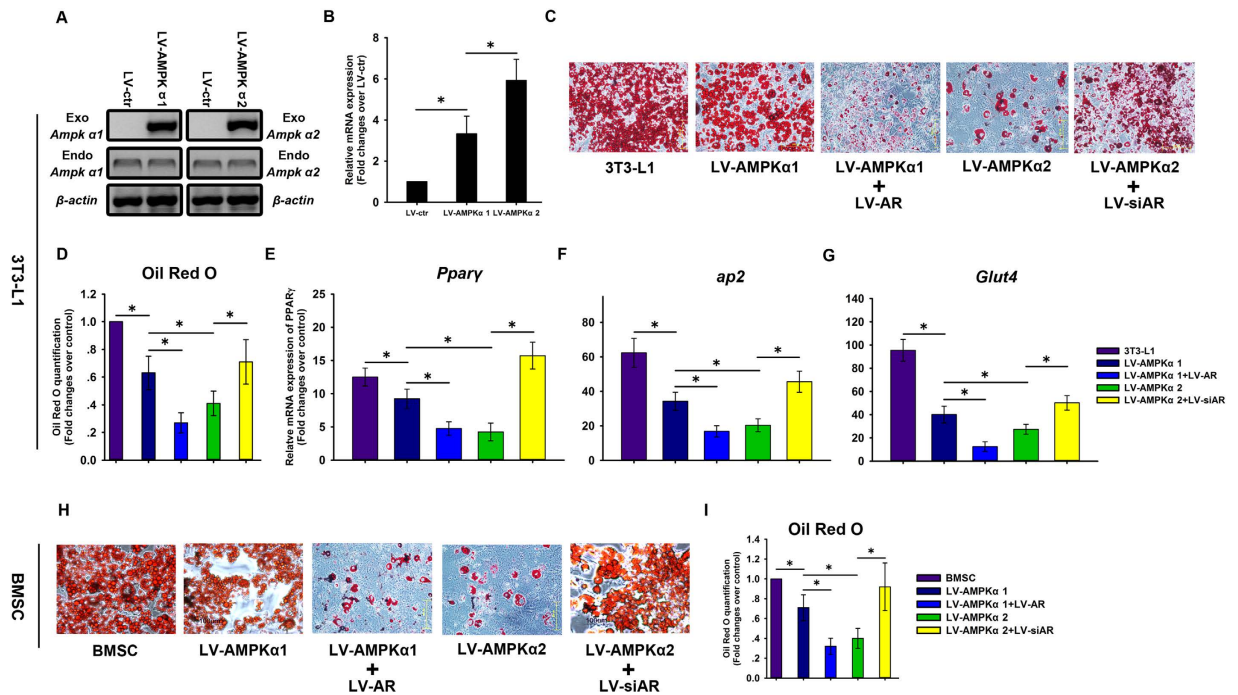 A
LV-ctr
LV-AMPK α1
LV-ctr
LV-AMPK α2
Exo
Ampk α1
Exo
Ampk α2
Endo
Ampk α1
Endo
Ampk α2
β-actin
β-actin
B
Relative mRNA expression
(Fold changes over LV-ctr)
8
6
4
2
0
*
*
LV-ctr
LV-AMPKα 1
LV-AMPKα 2
C
3T3-L1
LV-AMPKα1
LV-AMPKα1
+
LV-AR
LV-AMPKα2
LV-AMPKα2
+
LV-siAR
3T3-L1
D
Oil Red O
Oil Red O quantification
(Fold changes over control)
1.2
1.0
.8
.6
.4
.2
0.0
*
*
*
*
E
Pparγ
Relative mRNA expression of PPARγ
(Fold changes over control)
25
20
15
10
5
0
*
*
*
*
F
ap2
80
60
40
20
0
*
*
*
*
G
Glut4
140
120
100
80
60
40
20
0
*
*
*
*
3T3-L1
LV-AMPKα 1
LV-AMPKα 1+LV-AR
LV-AMPKα 2
LV-AMPKα 2+LV-siAR
BMSC
H
BMSC
LV-AMPKα1
LV-AMPKα1
+
LV-AR
LV-AMPKα2
100um
LV-AMPKα2
+
LV-siAR
I
Oil Red O
Oil Red O quantification
(Fold changes over control)
1.4
1.2
1.0
.8
.6
.4
.2
0.0
*
*
*
*
BMSC
LV-AMPKα 1
LV-AMPKα 1+LV-AR
LV-AMPKα 2
LV-AMPKα 2+LV-siAR